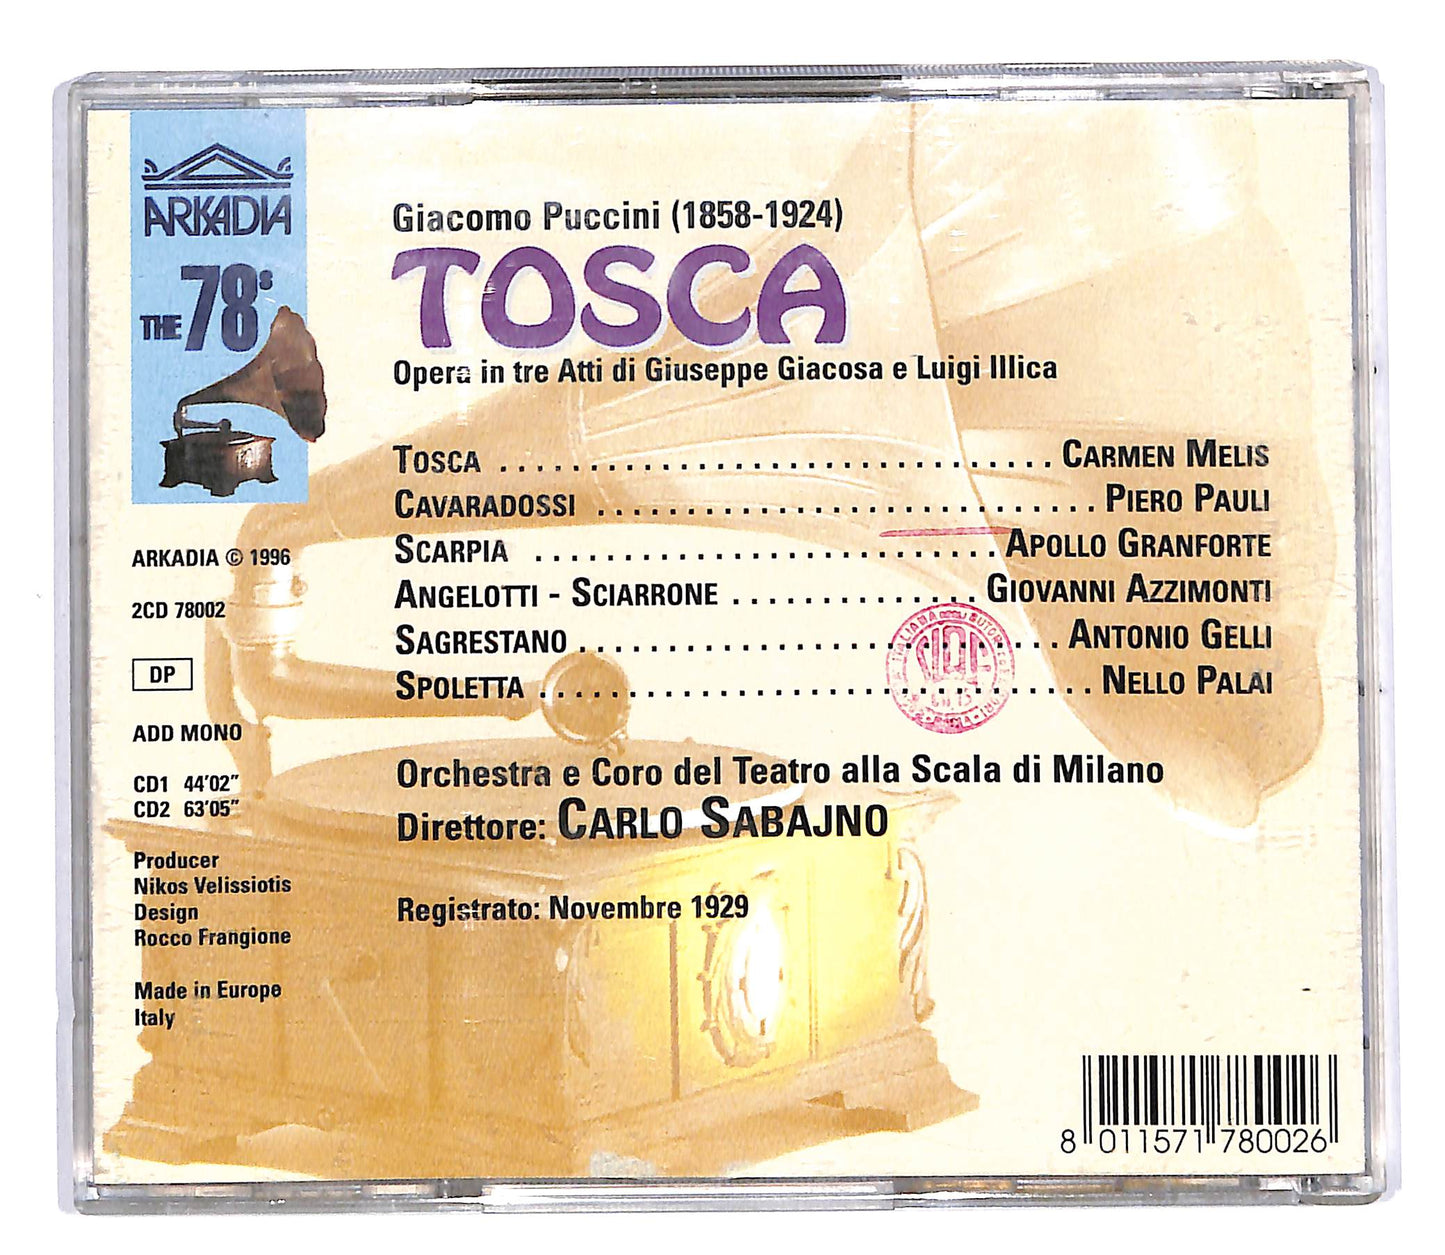 ARKADIA
THE 78s
ARKADIA © 1996
2CD 78002
DP
ADD MONO
CD1 44'02"
CD2 63'05"
Producer
Nikos Velissiotis
Design
Rocco Frangione
Made in Europe
Italy
Giacomo Puccini (1858-1924)
TOSCA
Opera in tre Atti di Giuseppe Giacosa e Luigi Illica
TOSCA .................................. CARMEN MELIS
CAVARADOSSI .............................. PIERO PAULI
SCARPIA ........................... APOLLO GRANFORTE
ANGELOTTI - SCIARRONE .............. GIOVANNI AZZIMONTI
SAGRESTANO ............................. ANTONIO GELLI
SPOLETTA ................................ NELLO PALAI
Orchestra e Coro del Teatro alla Scala di Milano
Direttore: CARLO SABAJNO
Registrato: Novembre 1929
8 011571 780026